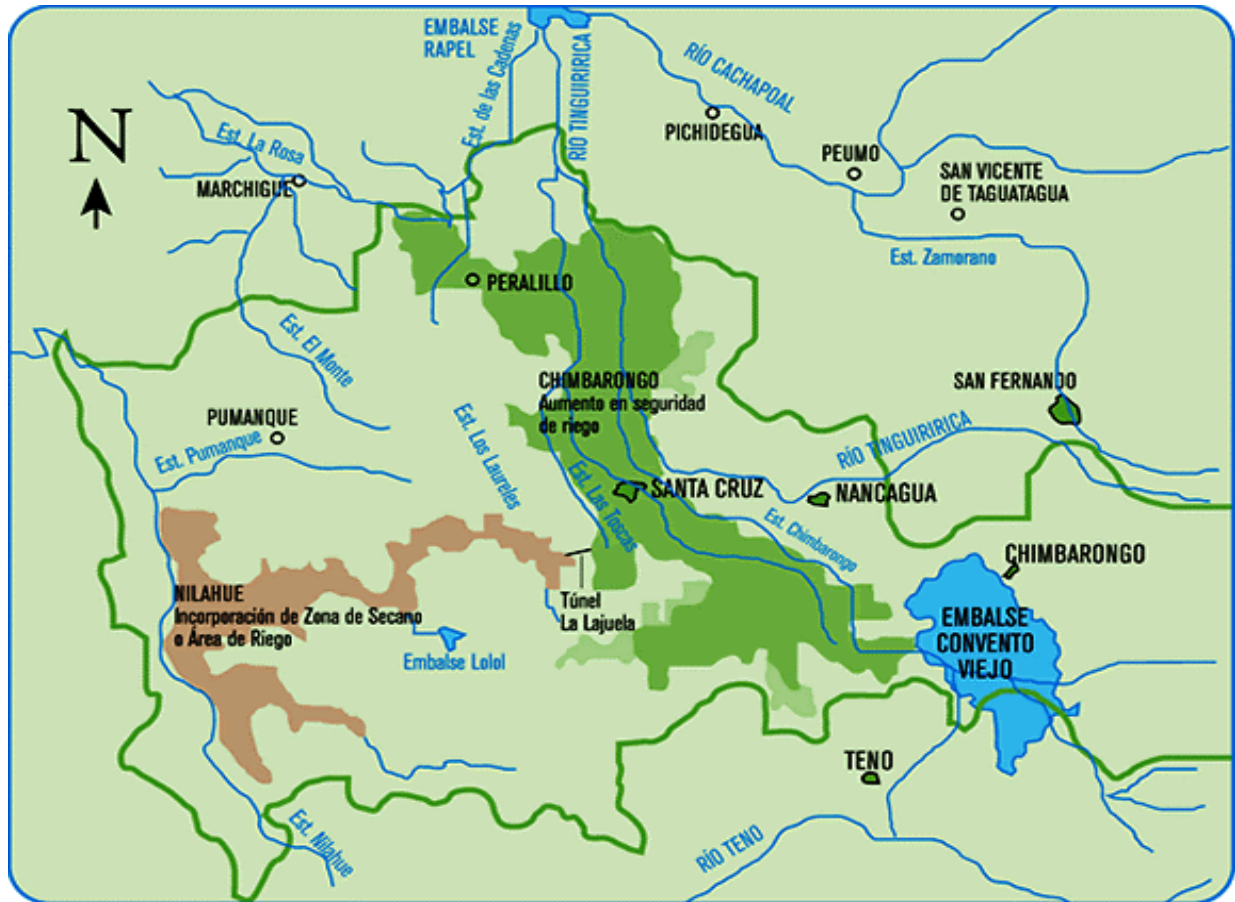 EMBALSE
RAPEL
Est. de las Cadenas
RÍO TINGUIRIRICA
RÍO CACHAPOAL
N
Est. La Rosa
MARCHIGUE
PICHIDEGUA
PEUMO
SAN VICENTE
DE TAGUATAGUA
Est. Zamorano
PERALILLO
Est. El Monte
CHIMBARONGO
Aumento en seguridad
de riego
SAN FERNANDO
PUMANQUE
Est. Pumanque
Est. Los Laureles
RÍO TINGUIRIRICA
Est. Las Toscas
SANTA CRUZ
NANCAGUA
Est. Chimbarongo
CHIMBARONGO
NILAHUE
Incorporación de Zona de Secano
o Área de Riego
Túnel
La Lajuela
Embalse Lolol
EMBALSE
CONVENTO
VIEJO
TENO
Est. Nilahue
RÍO TENO